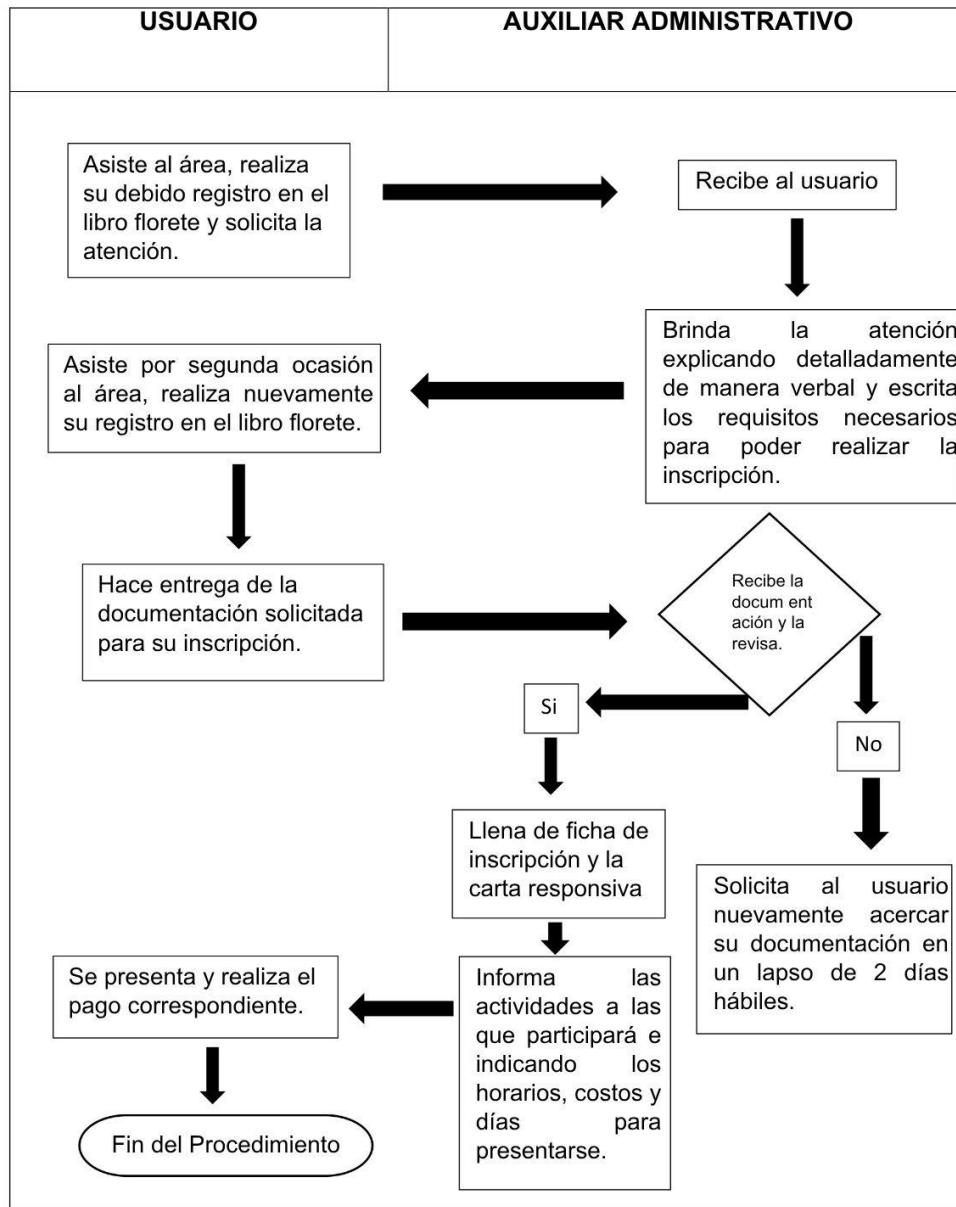 USUARIO
AUXILIAR ADMINISTRATIVO
Asiste al área, realiza
su debido registro en el
libro florete y solicita la
atención.
Recibe al usuario
Brinda la atención
explicando detalladamente
de manera verbal y escrita
los requisitos necesarios
para poder realizar la
inscripción.
Asiste por segunda ocasión
al área, realiza nuevamente
su registro en el libro florete.
Hace entrega de la
documentación solicitada
para su inscripción.
Recibe la
docum ent
ación y la
revisa.
Si
No
Llena de ficha de
inscripción y la
carta responsiva
Solicita al usuario
nuevamente acercar
su documentación en
un lapso de 2 días
hábiles.
Informa las
actividades a las
que participará e
indicando los
horarios, costos y
días para
presentarse.
Se presenta y realiza el
pago correspondiente.
Fin del Procedimiento